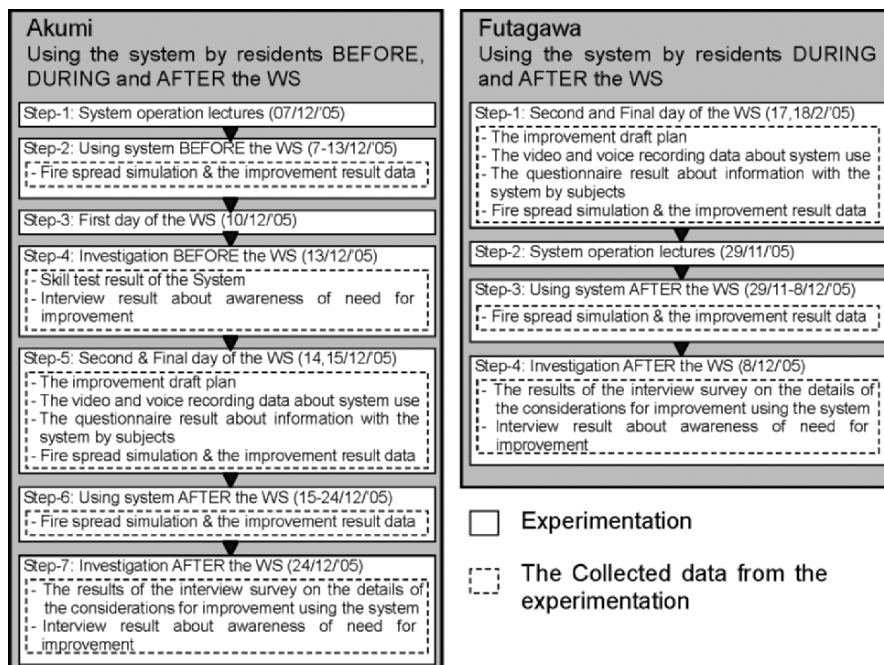 Akumi
Using the system by residents BEFORE,
DURING and AFTER the WS
Step-1: System operation lectures (07/12/'05)
Step-2: Using system BEFORE the WS (7-13/12/'05)
- Fire spread simulation & the improvement result data
Step-3: First day of the WS (10/12/'05)
Step-4: Investigation BEFORE the WS (13/12/'05)
- Skill test result of the System
- Interview result about awareness of need for
improvement
Step-5: Second & Final day of the WS (14,15/12/'05)
- The improvement draft plan
- The video and voice recording data about system use
- The questionnaire result about information with the
system by subjects
- Fire spread simulation & the improvement result data
Step-6: Using system AFTER the WS (15-24/12/'05)
- Fire spread simulation & the improvement result data
Step-7: Investigation AFTER the WS (24/12/'05)
- The results of the interview survey on the details of
the considerations for improvement using the system
- Interview result about awareness of need for
improvement
Futagawa
Using the system by residents DURING
and AFTER the WS
Step-1: Second and Final day of the WS (17,18/2/'05)
- The improvement draft plan
- The video and voice recording data about system use
- The questionnaire result about information with the
system by subjects
- Fire spread simulation & the improvement result data
Step-2: System operation lectures (29/11/'05)
Step-3: Using system AFTER the WS (29/11-8/12/'05)
- Fire spread simulation & the improvement result data
Step-4: Investigation AFTER the WS (8/12/'05)
- The results of the interview survey on the details of
the considerations for improvement using the system
- Interview result about awareness of need for
improvement
Experimentation
The Collected data from the
experimentation